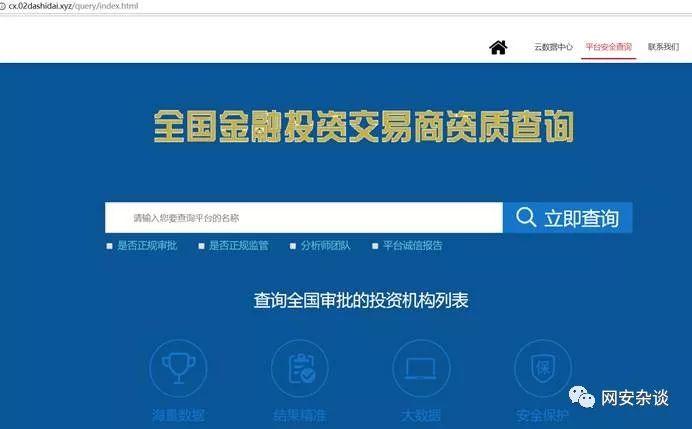 cx.02dashidai.xyz/query/index.html
云数据中心 平台安全查询 联系我们
全国金融投资交易商资质查询
请输入您要查询平台的名称 立即查询
是否正规审批 是否正规监管 分析师团队 平台诚信报告
查询全国审批的投资机构列表
保
海量数据 结果精准 大数据 安全保护
网安杂谈